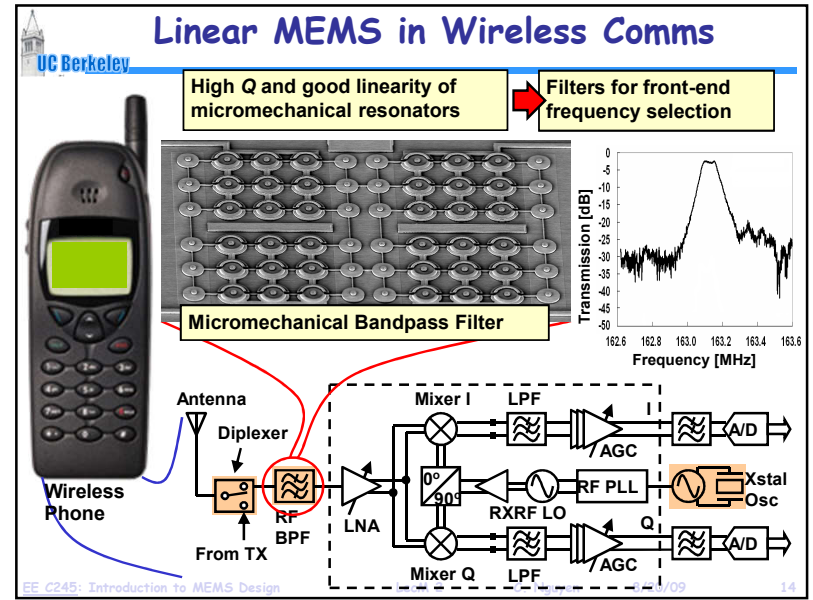 Linear MEMS in Wireless Comms
UC Berkeley
High Q and good linearity of
micromechanical resonators
Filters for front-end
frequency selection
Micromechanical Bandpass Filter
Transmission [dB]
0
-5
-10
-15
-20
-25
-30
-35
-40
-45
-50
162.6 162.8 163.0 163.2 163.4 163.6
Frequency [MHz]
Wireless
Phone
Antenna
Diplexer
From TX
RF
BPF
LNA
Mixer I
LPF
AGC
I
A/D
0°
90°
RXRF LO
RF PLL
Xstal
Osc
Mixer Q
LPF
AGC
Q
A/D
EE C245: Introduction to MEMS Design
8/26/09
14